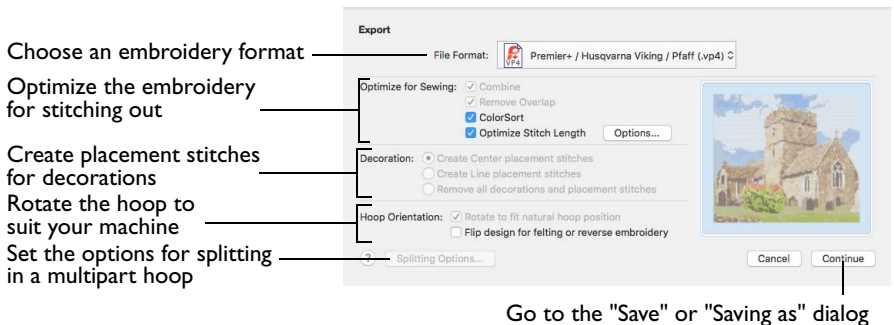 Export
Choose an embroidery format
File Format:
VP4
Premier+ / Husqvarna Viking / Pfaff (.vp4)
Optimize the embroidery
for stitching out
Optimize for Sewing:
Combine
Remove Overlap
ColorSort
Optimize Stitch Length
Options...
Create placement stitches
for decorations
Decoration:
Create Center placement stitches
Create Line placement stitches
Remove all decorations and placement stitches
Rotate the hoop to
suit your machine
Hoop Orientation:
Rotate to fit natural hoop position
Flip design for felting or reverse embroidery
Set the options for splitting
in a multipart hoop
?
Splitting Options...
Cancel
Continue
Go to the "Save" or "Saving as" dialog